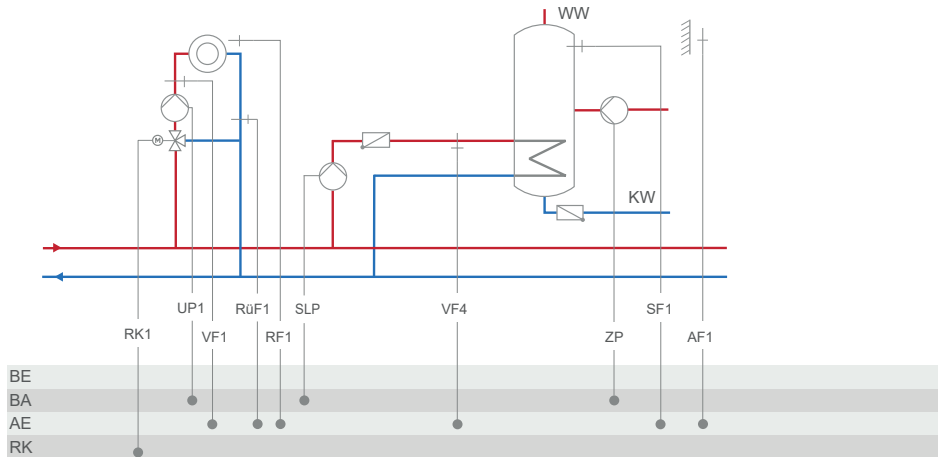 WW
M
KW
UP1 RüF1 SLP VF4 SF1
RK1 VF1 RF1 ZP AF1
BE
BA
AE
RK